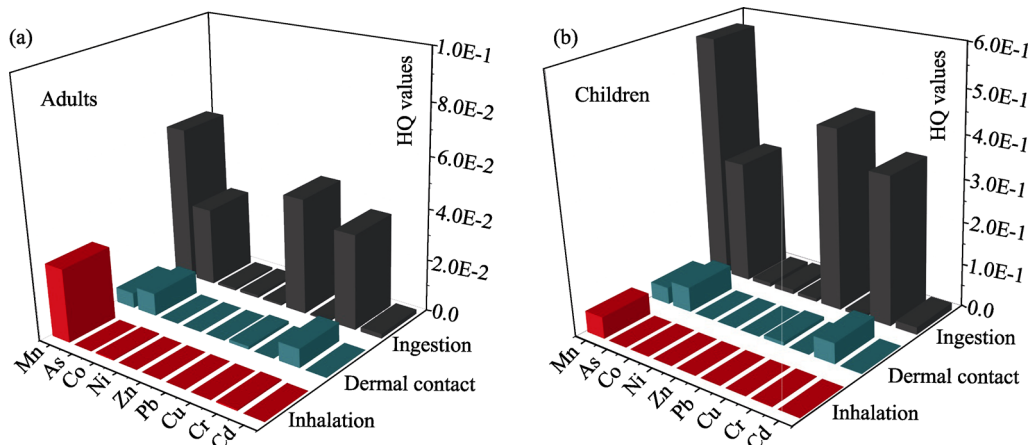 (a)
Adults
HQ values
1.0E-1
8.0E-2
6.0E-2
4.0E-2
2.0E-2
0.0
Ingestion
Dermal contact
Inhalation
Mn
As
Co
Ni
Zn
Pb
Cu
Cr
Cd
(b)
Children
HQ values
6.0E-1
5.0E-1
4.0E-1
3.0E-1
2.0E-1
1.0E-1
0.0
Ingestion
Dermal contact
Inhalation
Mn
As
Co
Ni
Zn
Pb
Cu
Cr
Cd